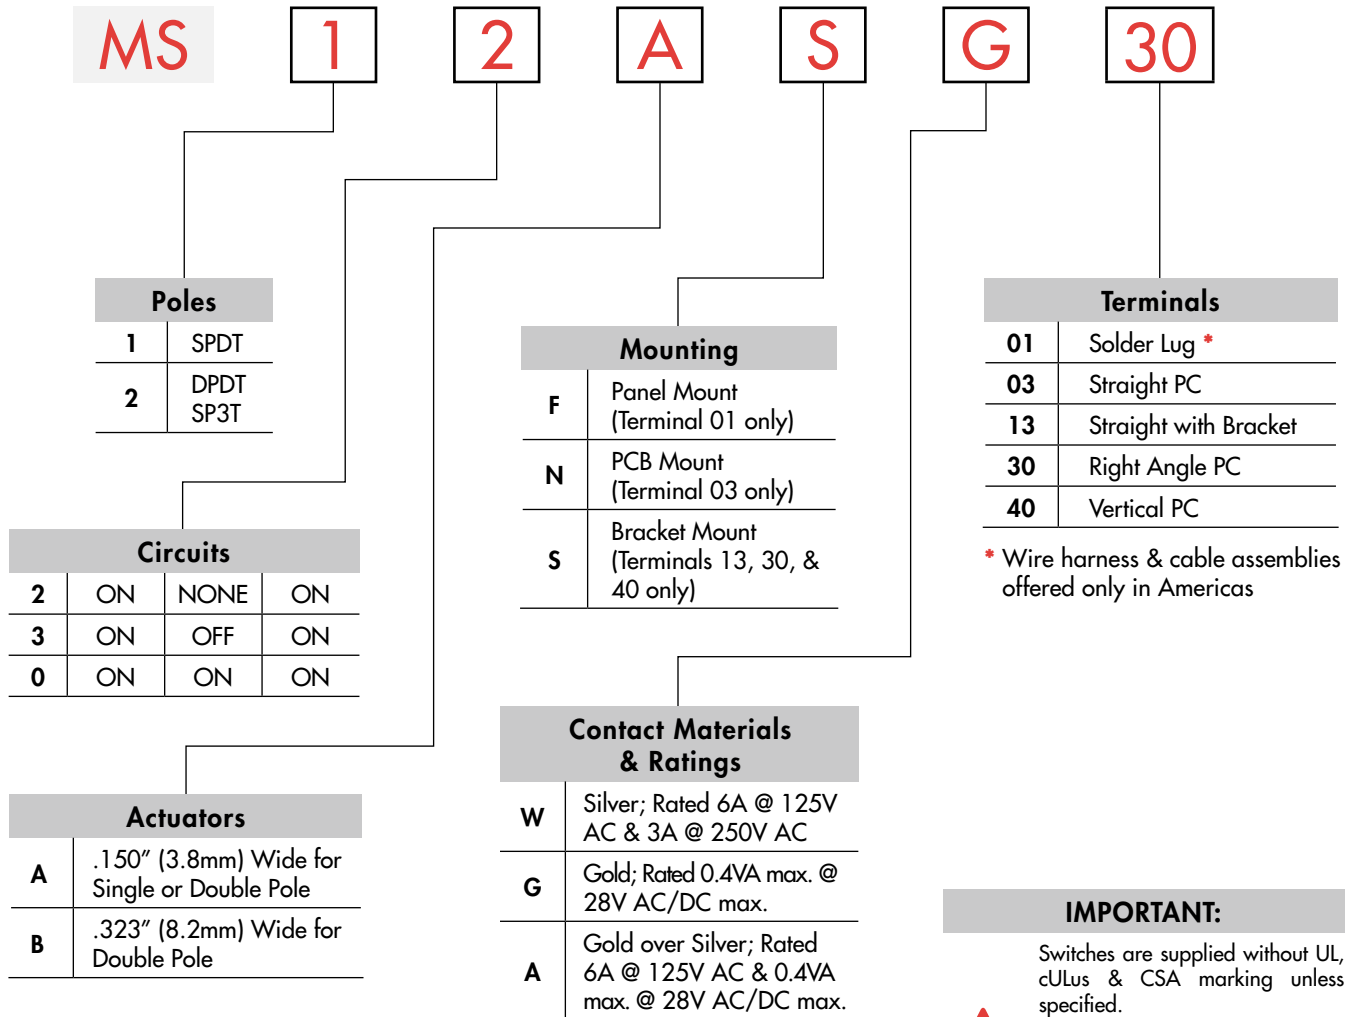 MS 1 2 A S G 30
Poles
1 SPDT
2 DPDT
SP3T
Circuits
2 ON NONE ON
3 ON OFF ON
0 ON ON ON
Actuators
A .150″ (3.8mm) Wide for
Single or Double Pole
B .323″ (8.2mm) Wide for
Double Pole
Mounting
F Panel Mount
(Terminal 01 only)
N PCB Mount
(Terminal 03 only)
S Bracket Mount
(Terminals 13, 30, &
40 only)
Contact Materials
& Ratings
W Silver; Rated 6A @ 125V
AC & 3A @ 250V AC
G Gold; Rated 0.4VA max. @
28V AC/DC max.
A Gold over Silver; Rated
6A @ 125V AC & 0.4VA
max. @ 28V AC/DC max.
Terminals
01 Solder Lug *
03 Straight PC
13 Straight with Bracket
30 Right Angle PC
40 Vertical PC
* Wire harness & cable assemblies
offered only in Americas
IMPORTANT:
Switches are supplied without UL,
cULus & CSA marking unless
specified.